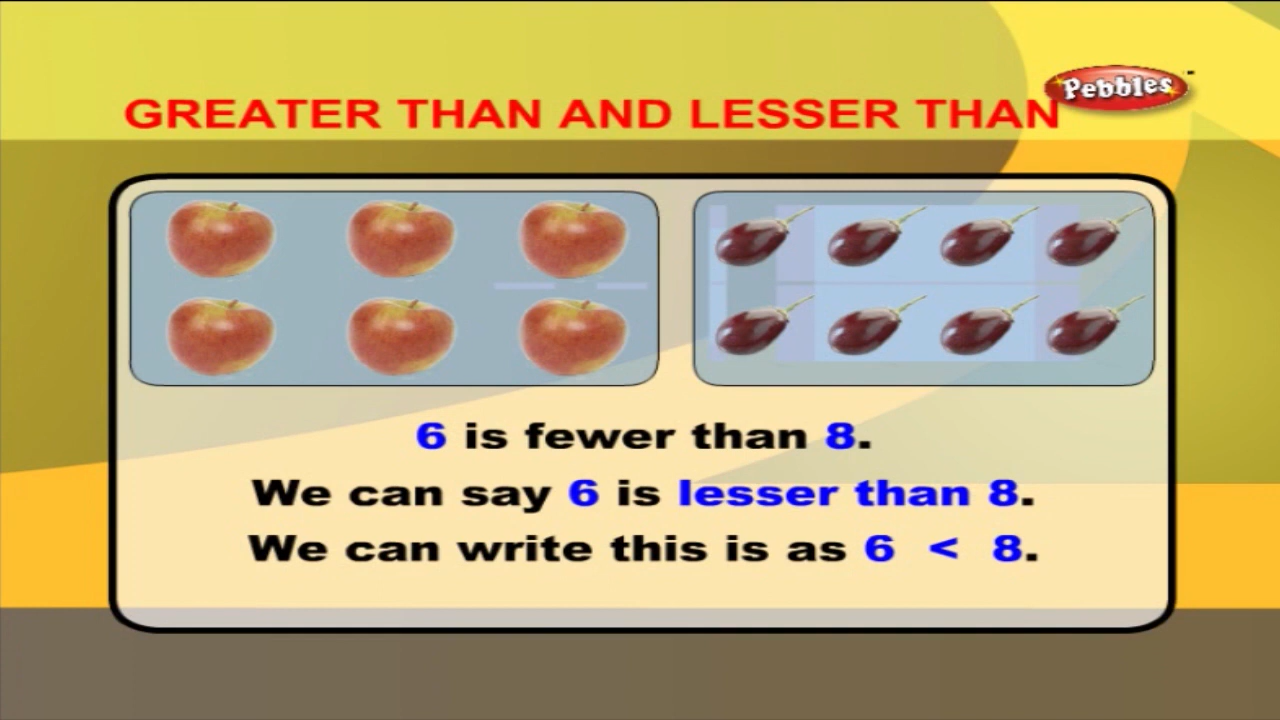 Pebbles
GREATER THAN AND LESSER THAN
6 is fewer than 8.
We can say 6 is lesser than 8.
We can write this is as 6 < 8.